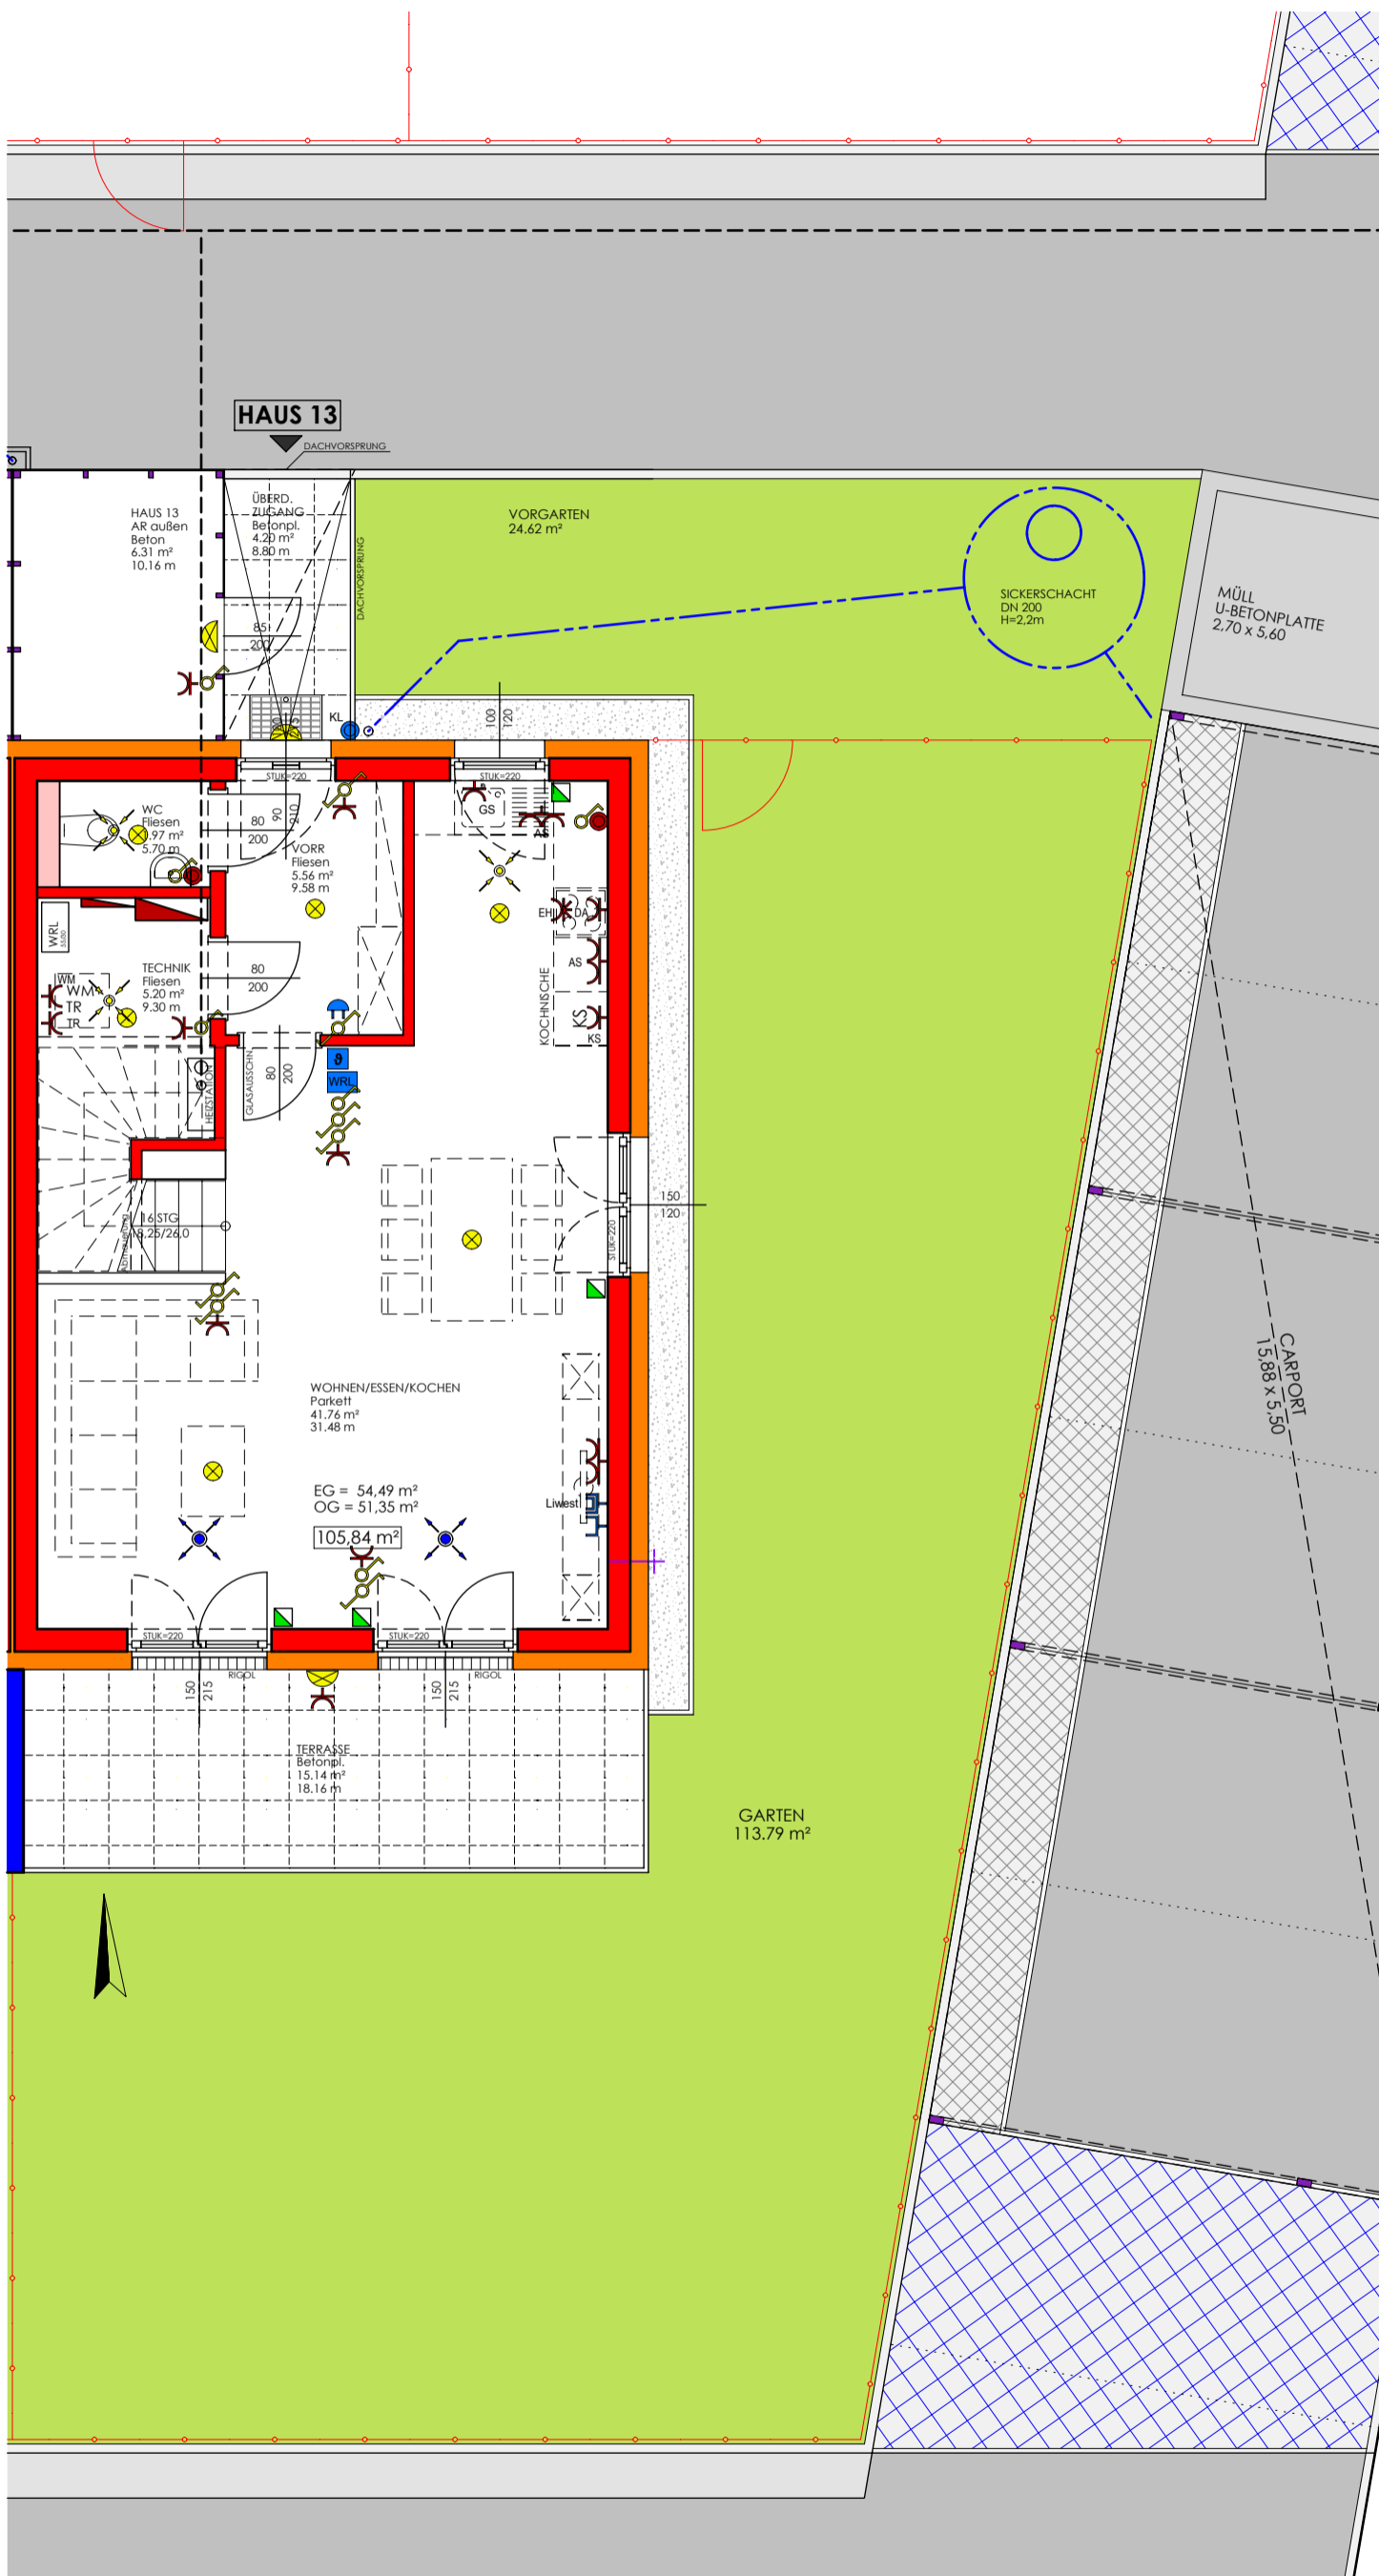 HAUS 13
DACHVORSPRUNG
HAUS 13
AR außen
Beton
6.31 m²
10.16 m
ÜBERD.
ZUGANG
Betonpl.
4.20 m²
8.80 m
DACHVORSPRUNG
VORGARTEN
24.62 m²
SICKERSCHACHT
DN 200
H=2,2m
MÜLL
U-BETONPLATTE
2,70 x 5,60
85
200
KL
100
120
STUK=220
STUK=220
90
210
WC
Fliesen
5.70 m
80
200
VORR
Fliesen
5.56 m²
9.58 m
GS
AS
EH
DA
AS
KS
KS
KOCHNISCHE
WRL
TECHNIK
Fliesen
5.20 m²
9.30 m
WM
WM
TR
TR
80
200
HEIZSTATION
GLASAUSSCHN.
80
200
θ
WRL
150
120
STUK=220
16 STG
18,25/26,0
CARPORT
15,88 x 5,50
WOHNEN/ESSEN/KOCHEN
Parkett
41.76 m²
31.48 m
EG = 54,49 m²
OG = 51,35 m²
105,84 m²
Liwest
STUK=220
STUK=220
RIGOL
RIGOL
150
215
150
215
TERRASSE
Betonpl.
15.14 m²
18.16 m
GARTEN
113.79 m²